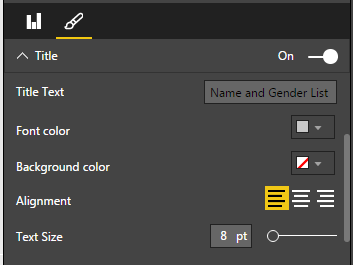 Title On
Title Text Name and Gender List
Font color
Background color
Alignment
Text Size 8 pt